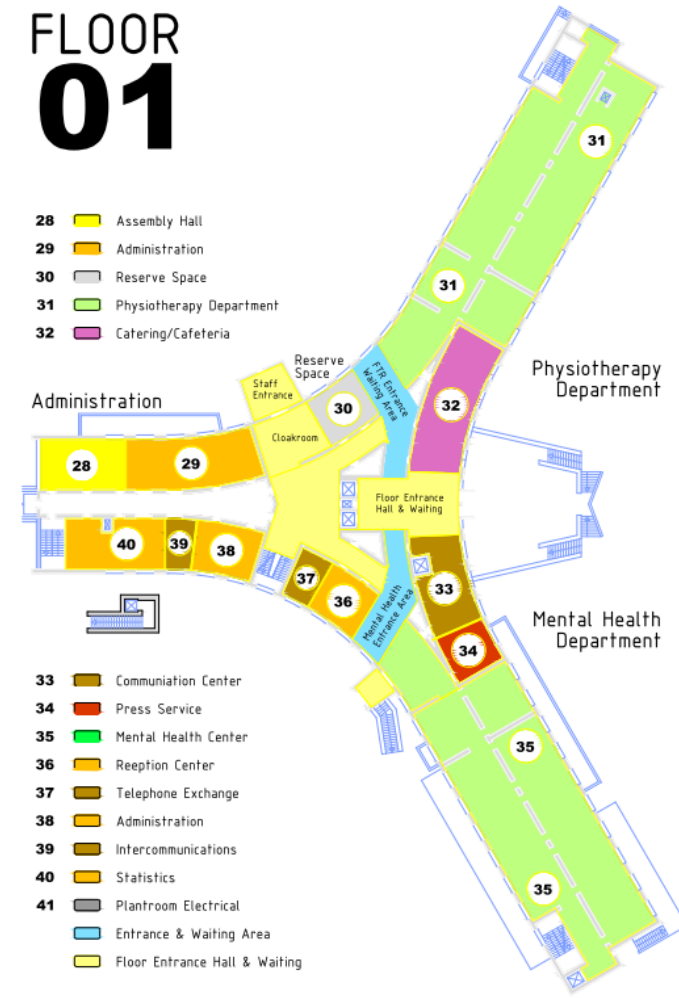 FLOOR
01
28 Assembly Hall
29 Administration
30 Reserve Space
31 Physiotherapy Department
32 Catering/Cafeteria
31
31
Reserve
Space
Staff
Entrance
FTR Entrance
Waiting Area
Physiotherapy
Department
Administration
30
32
Cloakroom
28
29
Floor Entrance
Hall & Waiting
40
39
38
37
36
33
Mental Health
Entrance Area
34
Mental Health
Department
33 Communiation Center
34 Press Service
35 Mental Health Center
36 Reeption Center
37 Telephone Exchange
38 Administration
39 Intercommunications
40 Statistics
41 Plantroom Electrical
Entrance & Waiting Area
Floor Entrance Hall & Waiting
35
35